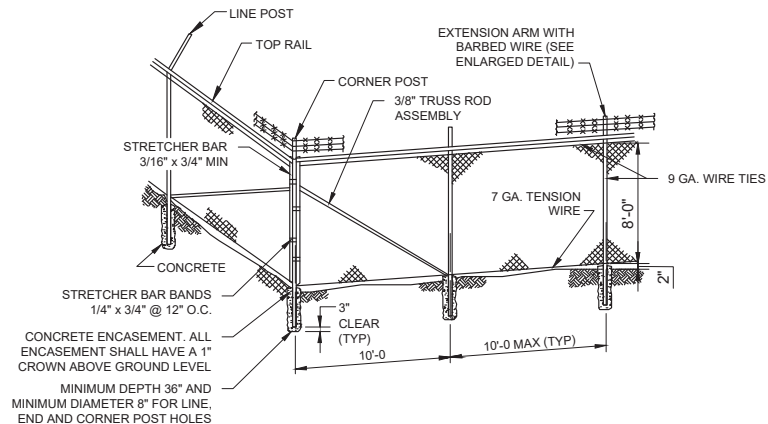 LINE POST
TOP RAIL
EXTENSION ARM WITH
BARBED WIRE (SEE
ENLARGED DETAIL)
CORNER POST
3/8" TRUSS ROD
ASSEMBLY
STRETCHER BAR
3/16" x 3/4" MIN
9 GA. WIRE TIES
7 GA. TENSION
WIRE
8'-0"
2"
CONCRETE
STRETCHER BAR BANDS
1/4" x 3/4" @ 12" O.C.
3"
CLEAR
(TYP)
CONCRETE ENCASEMENT. ALL
ENCASEMENT SHALL HAVE A 1"
CROWN ABOVE GROUND LEVEL
10'-0
10'-0 MAX (TYP)
MINIMUM DEPTH 36" AND
MINIMUM DIAMETER 8" FOR LINE,
END AND CORNER POST HOLES